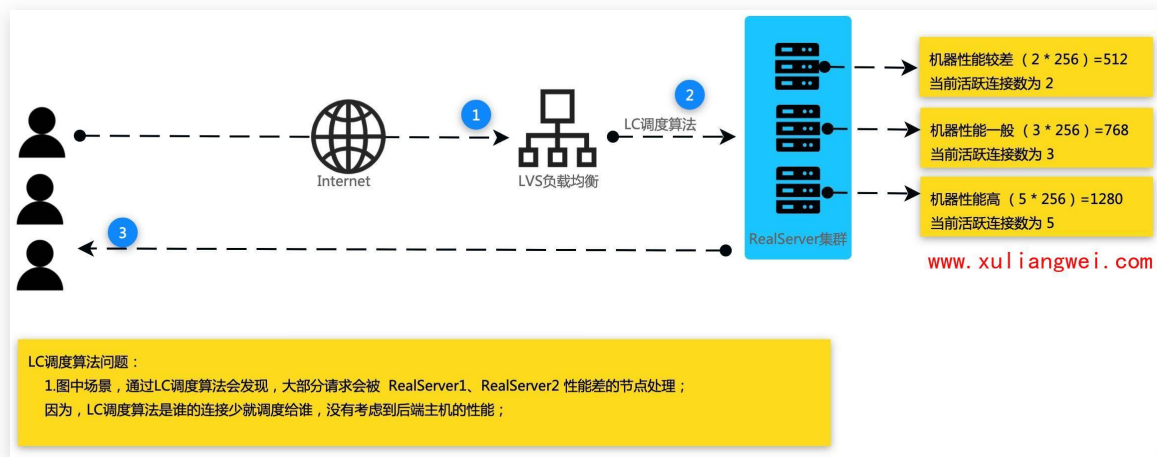 机器性能较差（2 * 256）=512
当前活跃连接数为 2
2
1
LC调度算法
机器性能一般（3 * 256）=768
当前活跃连接数为 3
Internet
LVS负载均衡
机器性能高（5 * 256）=1280
当前活跃连接数为 5
3
RealServer集群
www.xuliangwei.com
LC调度算法问题：
1.图中场景，通过LC调度算法会发现，大部分请求会被 RealServer1、RealServer2 性能差的节点处理；
因为，LC调度算法是谁的连接少就调度给谁，没有考虑到后端主机的性能；